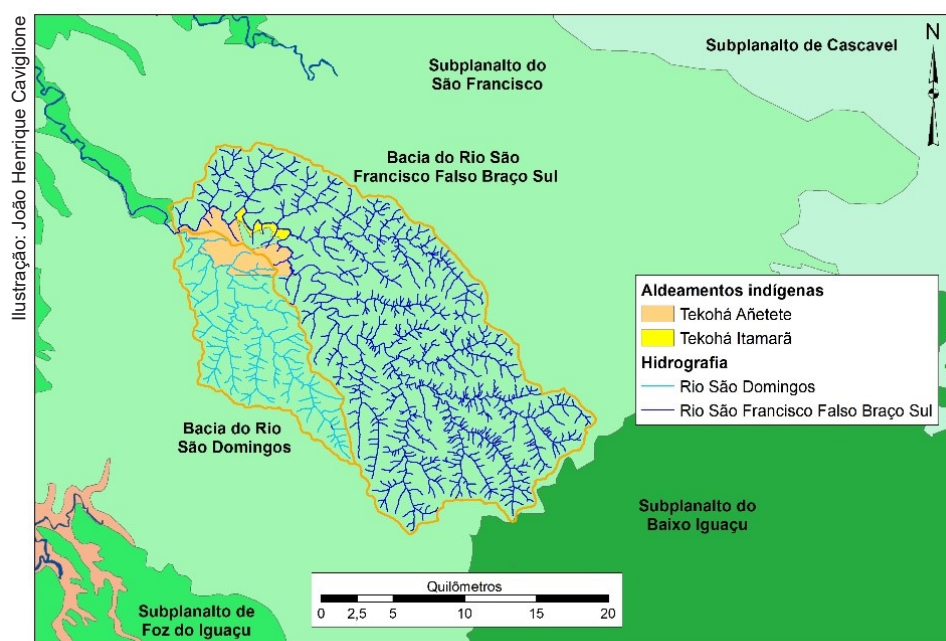 Ilustração: João Henrique Caviglione
N
Subplanalto de Cascavel
Subplanalto do
São Francisco
Bacia do Rio São
Francisco Falso Braço Sul
Aldeamentos indígenas
Tekohá Añetete
Tekohá Itamarã
Hidrografia
Rio São Domingos
Rio São Francisco Falso Braço Sul
Bacia do Rio
São Domingos
Subplanalto do
Baixo Iguaçu
Quilômetros
0 2,5 5 10 15 20
Subplanalto de
Foz do Iguaçu